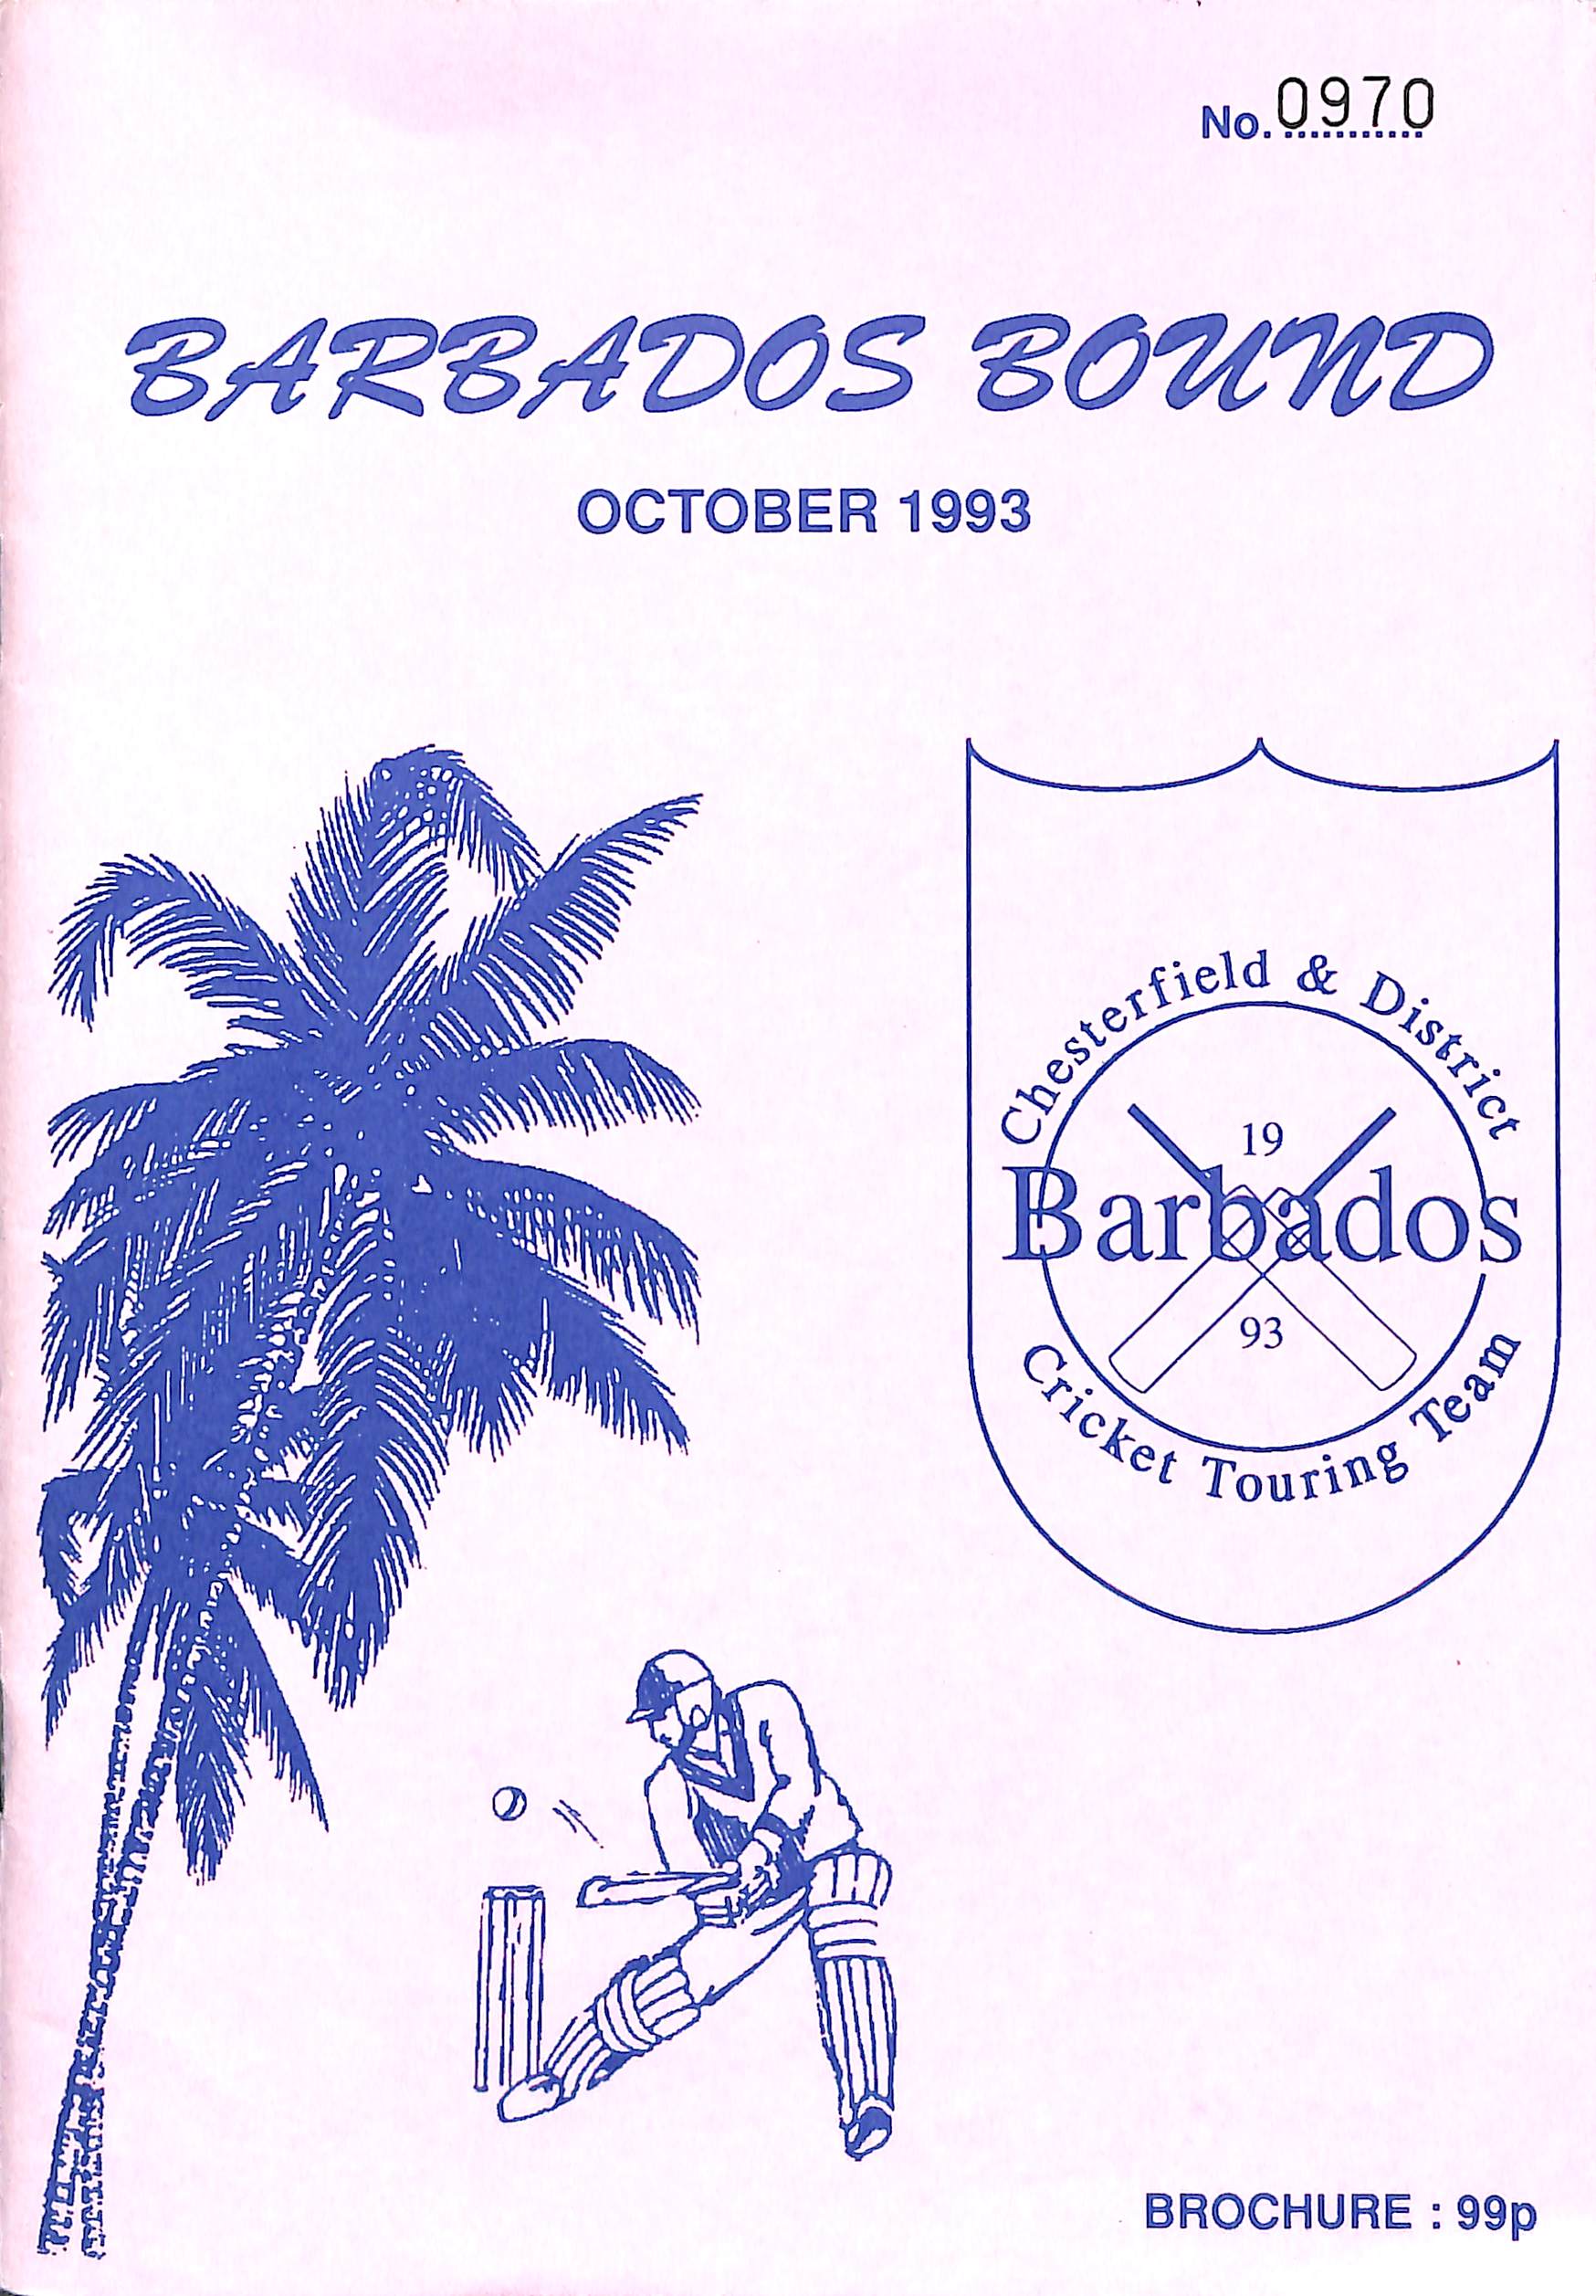 No. 0970
BARBADOS BOUND
OCTOBER 1993
Chesterfield & District
19
Barbados
93
Cricket Touring Team
BROCHURE : 99p